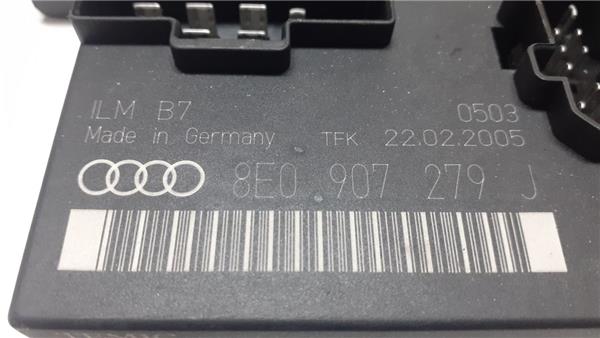 ILM B7 0503
Made in Germany TFK 22.02.2005
8E0 907 279 J